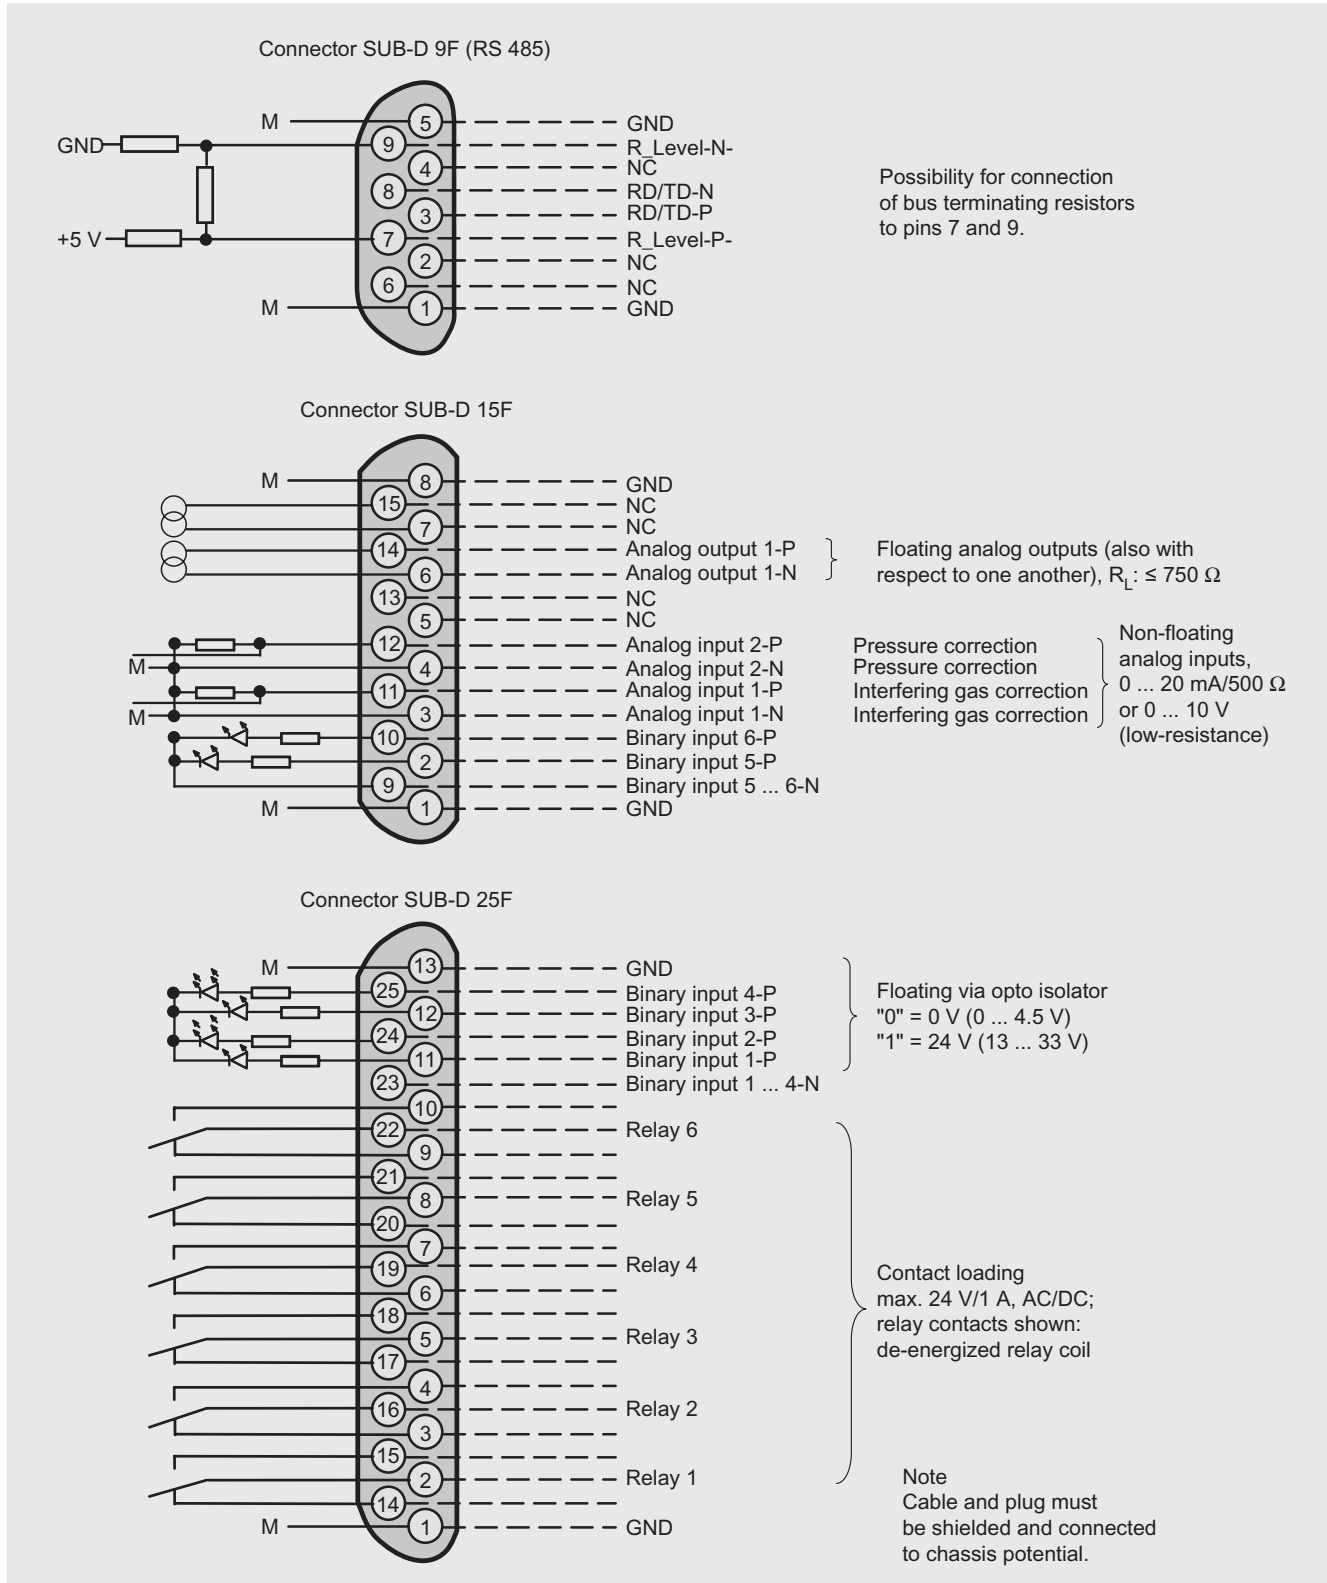 Connector SUB-D 9F (RS 485)
M 5 GND
GND 9 R_Level-N-
4 NC
8 RD/TD-N
3 RD/TD-P
+5 V 7 R_Level-P-
2 NC
6 NC
M 1 GND
Possibility for connection
of bus terminating resistors
to pins 7 and 9.
Connector SUB-D 15F
M 8 GND
15 NC
7 NC
14 Analog output 1-P
6 Analog output 1-N
13 NC
5 NC
12 Analog input 2-P Pressure correction
M 4 Analog input 2-N Pressure correction
11 Analog input 1-P Interfering gas correction
M 3 Analog input 1-N Interfering gas correction
10 Binary input 6-P
2 Binary input 5-P
9 Binary input 5 ... 6-N
M 1 GND
Floating analog outputs (also with
respect to one another), RL: ≤ 750 Ω
Non-floating
analog inputs,
0 ... 20 mA/500 Ω
or 0 ... 10 V
(low-resistance)
Connector SUB-D 25F
M 13 GND
25 Binary input 4-P
12 Binary input 3-P
24 Binary input 2-P
11 Binary input 1-P
23 Binary input 1 ... 4-N
10
22 Relay 6
9
21
8 Relay 5
20
7
19 Relay 4
6
18
5 Relay 3
17
4
16 Relay 2
3
15
2 Relay 1
14
M 1 GND
Floating via opto isolator
"0" = 0 V (0 ... 4.5 V)
"1" = 24 V (13 ... 33 V)
Contact loading
max. 24 V/1 A, AC/DC;
relay contacts shown:
de-energized relay coil
Note
Cable and plug must
be shielded and connected
to chassis potential.